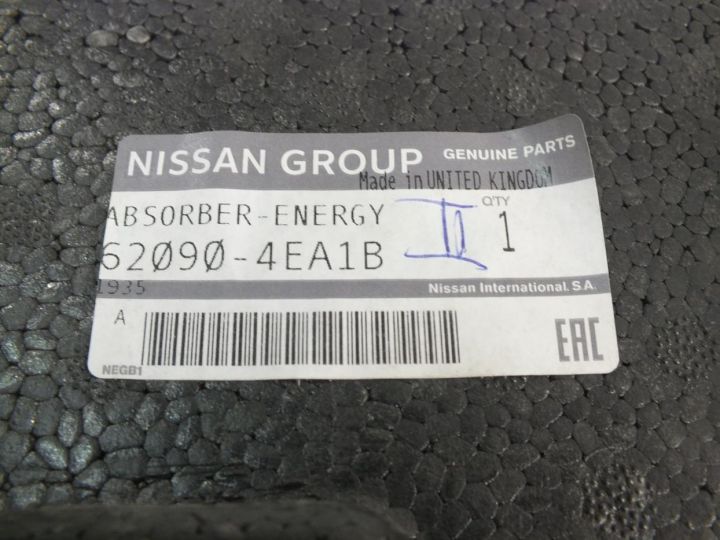 NISSAN GROUP GENUINE PARTS
Made in UNITED KINGDOM
ABSORBER-ENERGY
Q'TY
62090-4EA1B
1
1935
Nissan International. S.A.
A
EAC
NEGB1